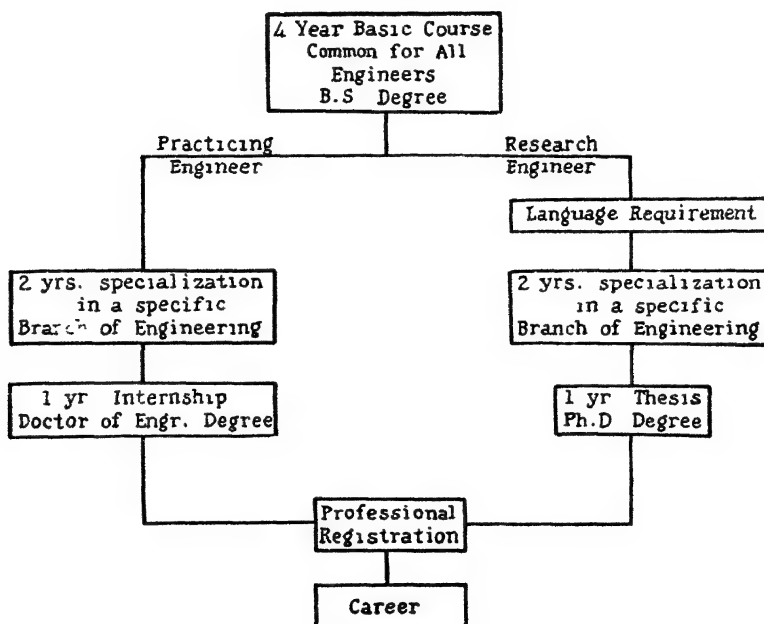 4 Year Basic Course
Common for All
Engineers
B.S Degree
Practicing
Engineer
Research
Engineer
Language Requirement
2 yrs. specialization
in a specific
Branch of Engineering
2 yrs. specialization
in a specific
Branch of Engineering
1 yr Internship
Doctor of Engr. Degree
1 yr Thesis
Ph.D Degree
Professional
Registration
Career